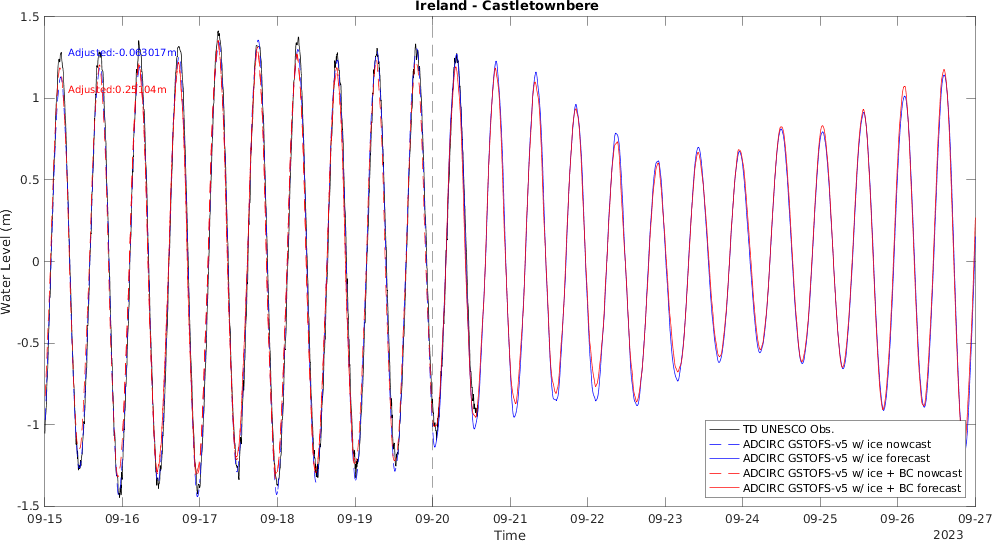 Ireland - Castletownbere
1.5
1
0.5
0
-0.5
-1
-1.5
Water Level (m)
Adjusted:-0.063017m
Adjusted:0.25104m
TD UNESCO Obs.
ADCIRC GSTOFS-v5 w/ ice nowcast
ADCIRC GSTOFS-v5 w/ ice forecast
ADCIRC GSTOFS-v5 w/ ice + BC nowcast
ADCIRC GSTOFS-v5 w/ ice + BC forecast
09-15 09-16 09-17 09-18 09-19 09-20 09-21 09-22 09-23 09-24 09-25 09-26 09-27
Time
2023